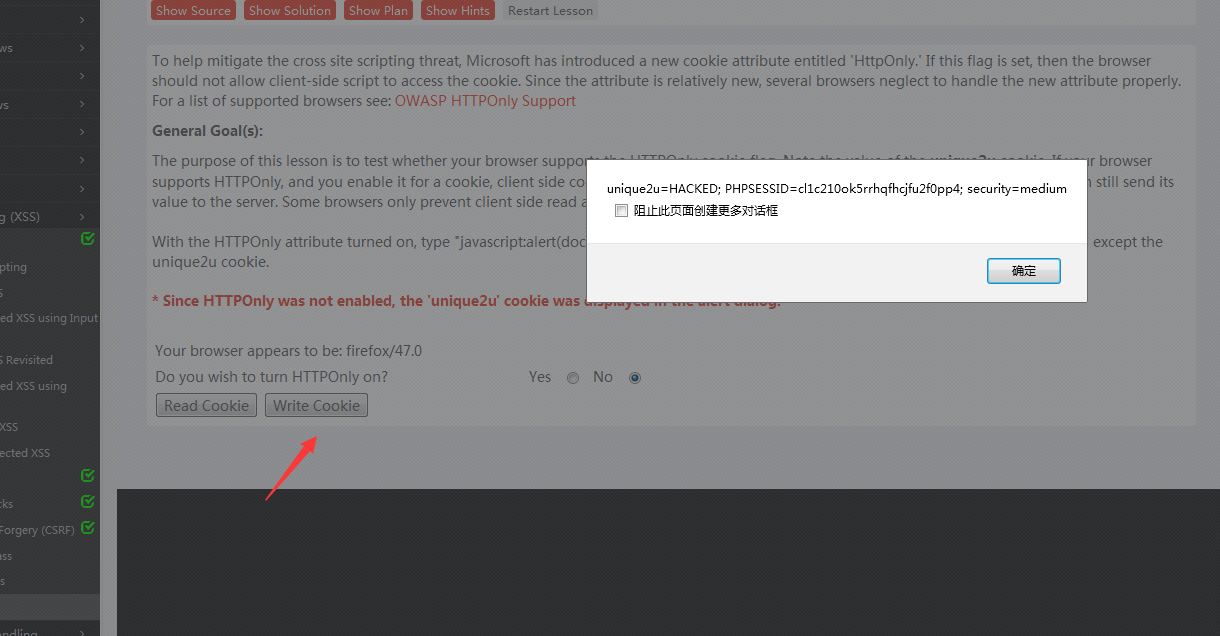 Show Source Show Solution Show Plan Show Hints Restart Lesson
To help mitigate the cross site scripting threat, Microsoft has introduced a new cookie attribute entitled 'HttpOnly.' If this flag is set, then the browser
should not allow client-side script to access the cookie. Since the attribute is relatively new, several browsers neglect to handle the new attribute properly.
For a list of supported browsers see: OWASP HTTPOnly Support
General Goal(s):
The purpose of this lesson is to test whether your browser supports the HTTPOnly cookie flag. Note the value of the unique2u cookie. If your browser
supports HTTPOnly, and you enable it for a cookie, client side co
n still send its
value to the server. Some browsers only prevent client side read a
With the HTTPOnly attribute turned on, type "javascript:alert(doc
except the
unique2u cookie.
* Since HTTPOnly was not enabled, the 'unique2u' cookie was displayed in the alert dialog.
Your browser appears to be: firefox/47.0
Do you wish to turn HTTPOnly on? Yes No
Read Cookie Write Cookie
unique2u=HACKED; PHPSESSID=cl1c210ok5rrhqfhcjfu2f0pp4; security=medium
阻止此页面创建更多对话框
确定
ws
vs
g (XSS)
pting
S
ed XSS using Input
S Revisited
ed XSS using
XSS
ected XSS
cks
Forgery (CSRF)
ass
s
ndling